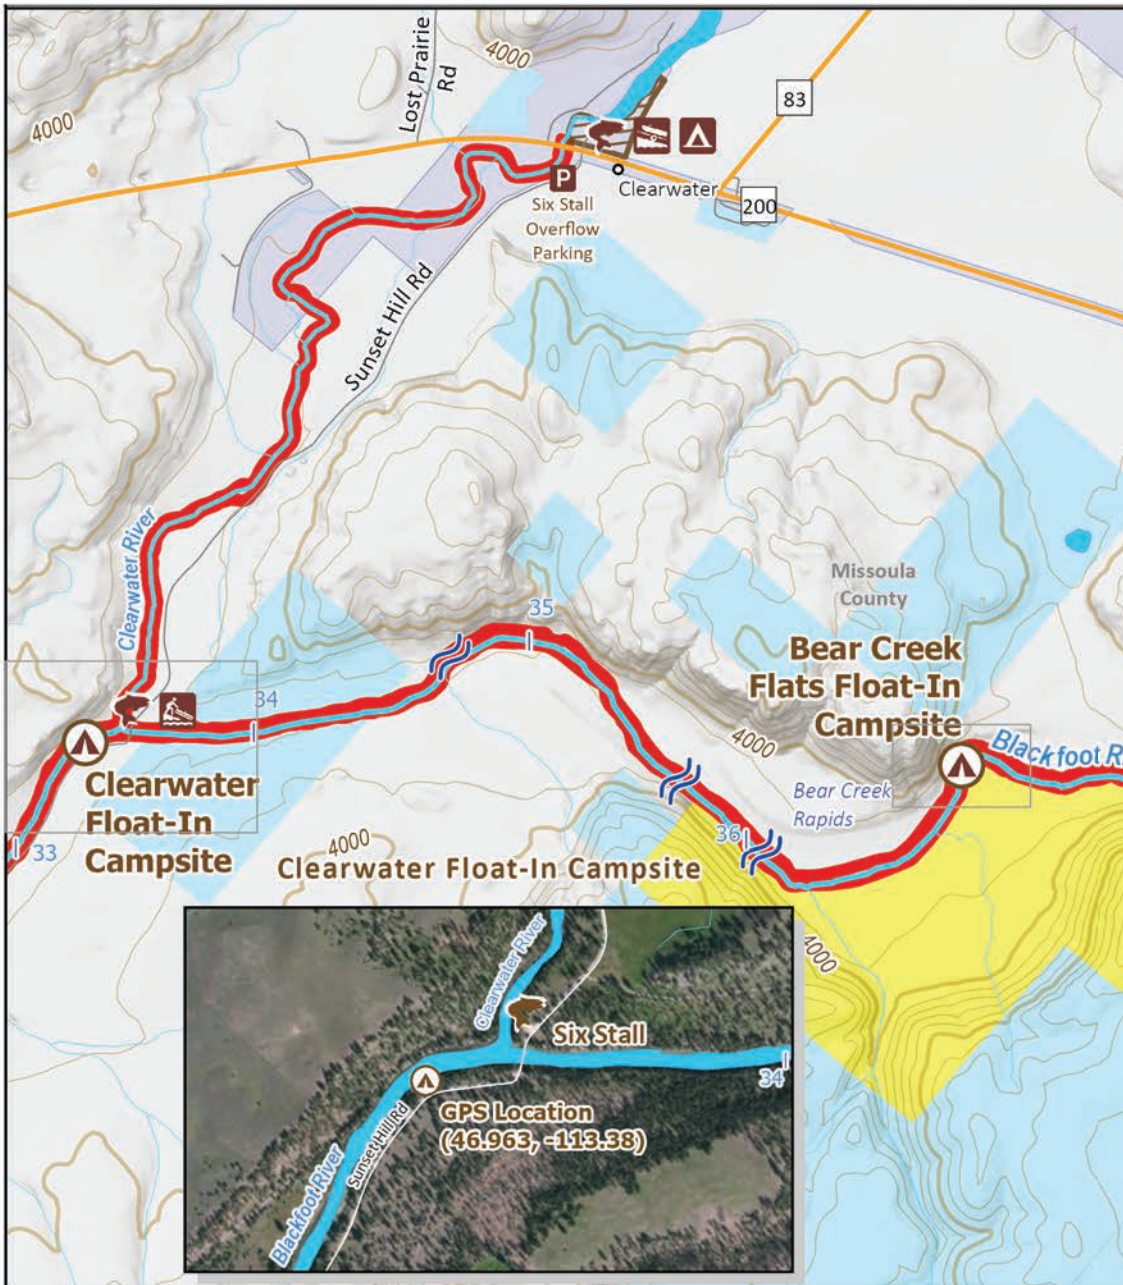 Lost Prairie
Rd
4000
4000
83
P
Clearwater
200
Six Stall
Overflow
Parking
Sunset Hill Rd
Clearwater River
35
Missoula
County
Bear Creek
Flats Float-In
Campsite
34
4000
Blackfoot R
Bear Creek
Rapids
Clearwater
Float-In
Campsite
33
36
4000
Clearwater Float-In Campsite
4000
Clearwater River
Six Stall
34
GPS Location
(46.963, -113.38)
Sunset Hill Rd
Blackfoot River